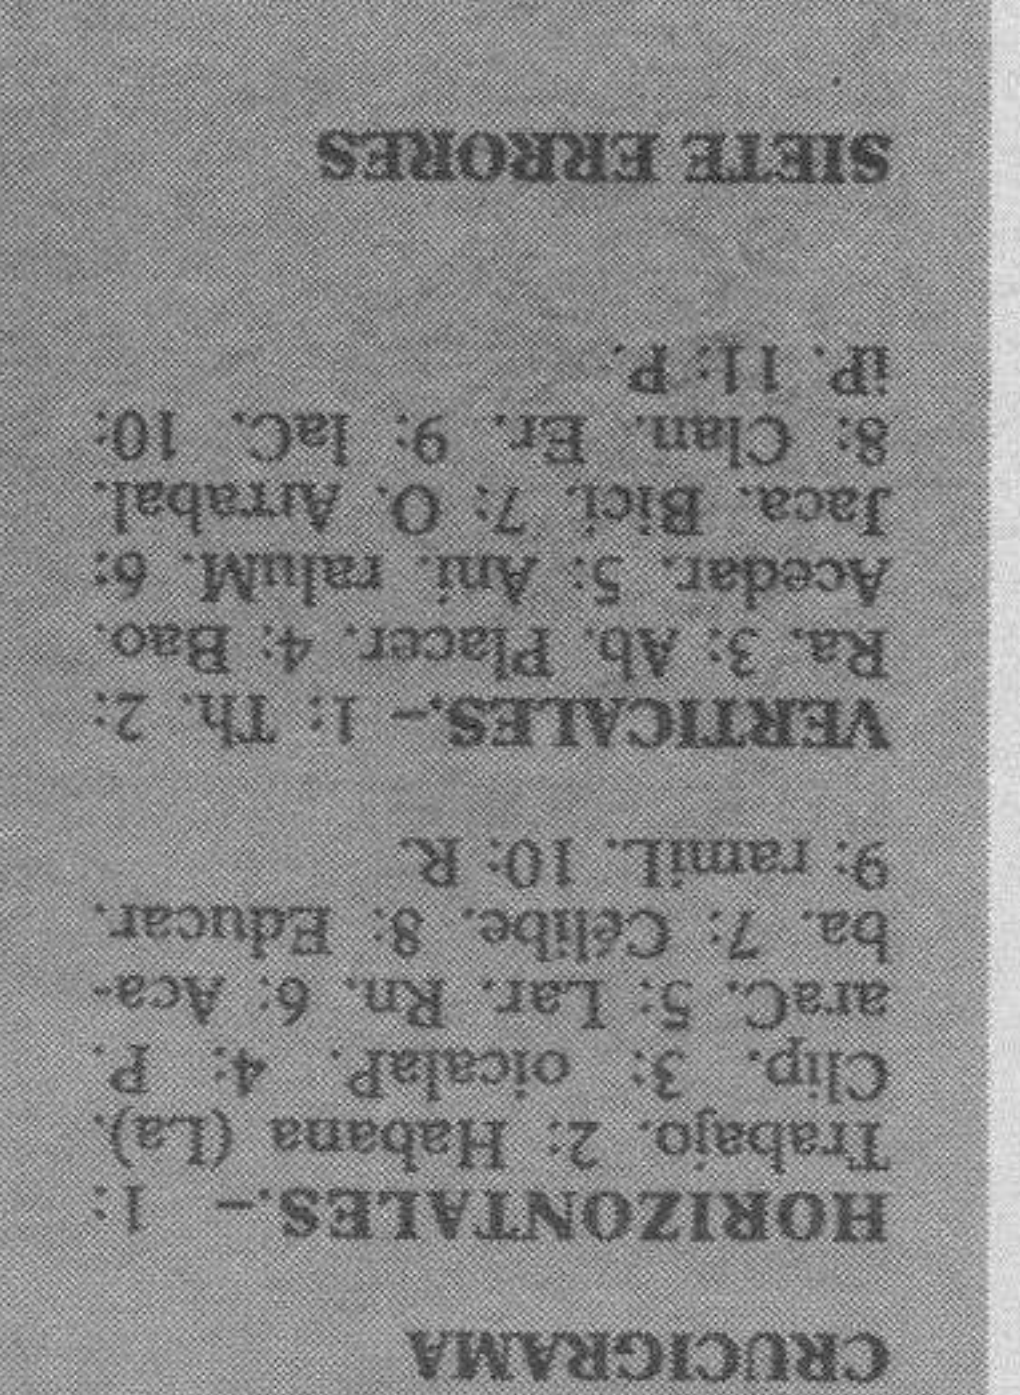 CRUCIGRAMA
HORIZONTALES.– 1:
Trabajo. 2: Habana (La).
Clip. 3: oicalaP. 4: P.
araC. 5: Lar. Rn. 6: Aca-
ba. 7: Célibe. 8: Educar.
9: ramiL. 10: R.
VERTICALES.– 1: Th. 2:
Ra. 3: Ab. Placer. 4: Bao.
Acedar. 5: Ani. raluM. 6:
Jaca. Bici. 7: O. Arrabal.
8: Clan. Er. 9: laC. 10:
iP. 11: P.
SIETE ERRORES